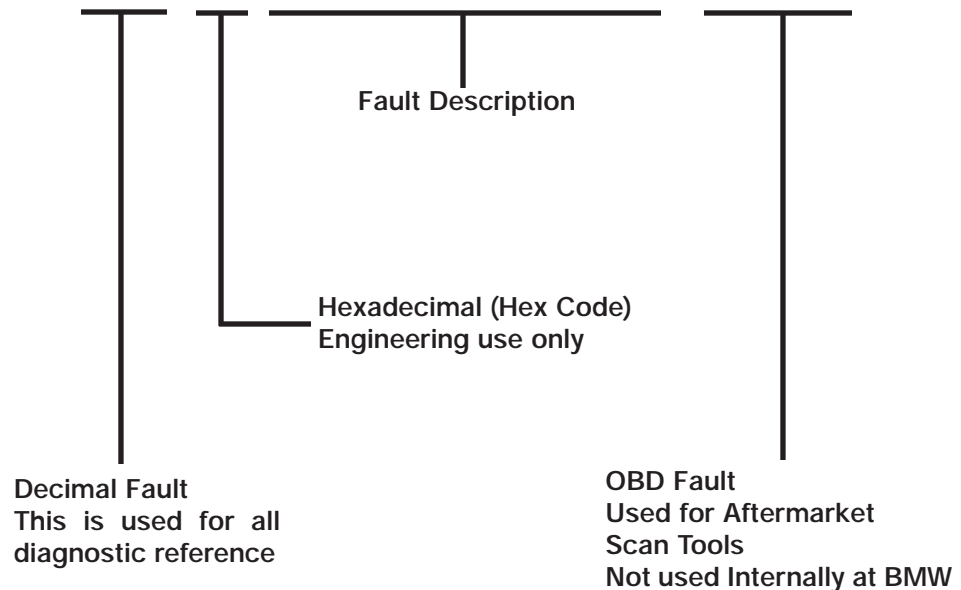 Fault Description
Hexadecimal (Hex Code)
Engineering use only
Decimal Fault
This is used for all
diagnostic reference
OBD Fault
Used for Aftermarket
Scan Tools
Not used Internally at BMW